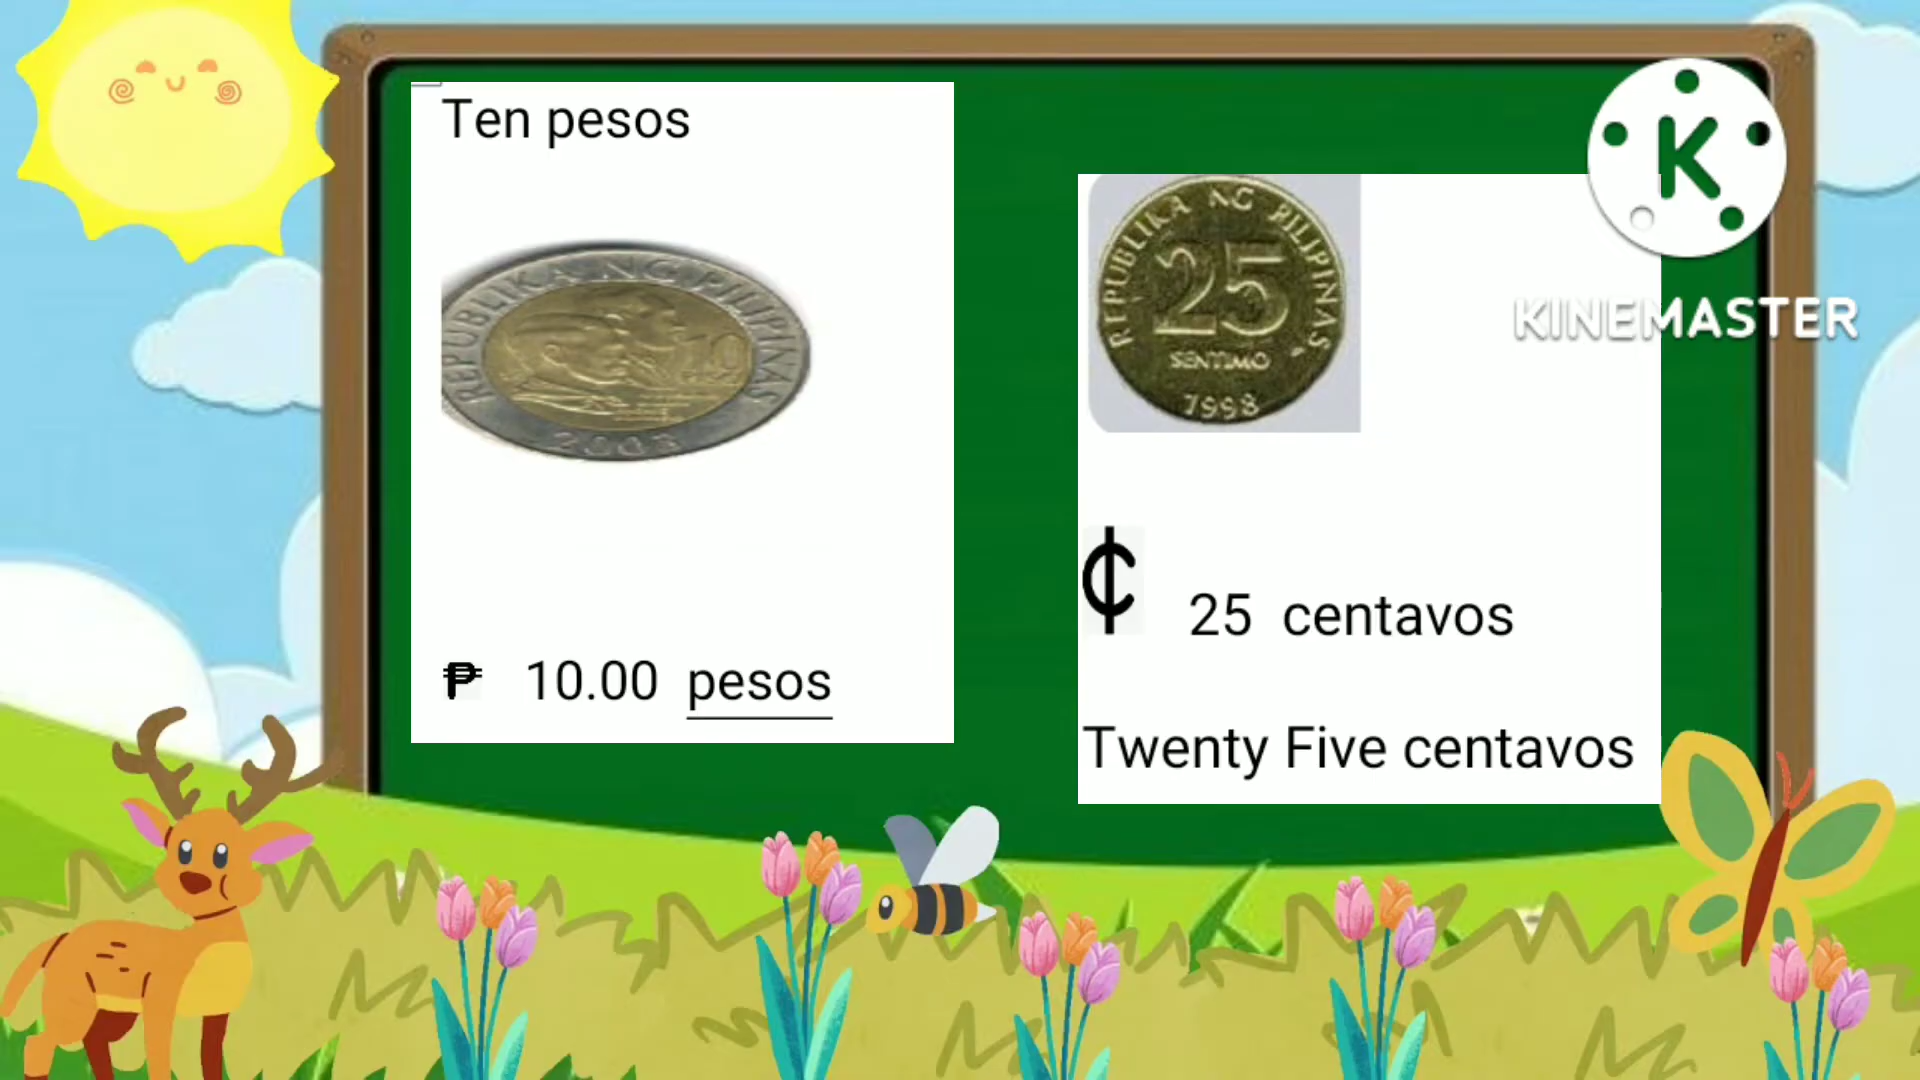 Ten pesos
REPUBLIKA NG PILIPINAS
10
₱ 10.00 pesos
REPUBLIKA NG PILIPINAS
25
SENTIMO
1998
₵ 25 centavos
Twenty Five centavos
K
KINEMASTER